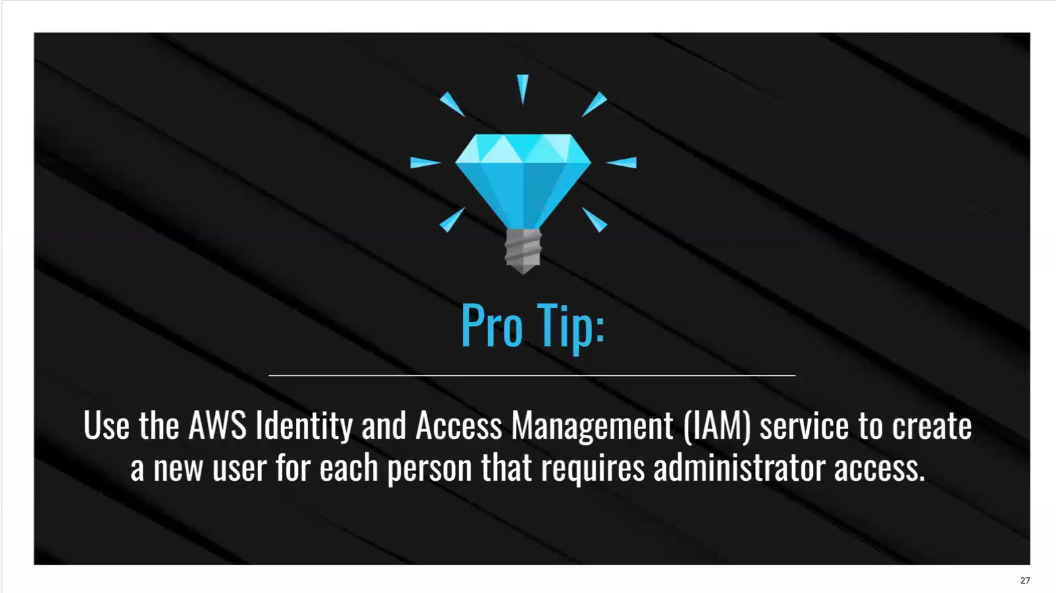 Pro Tip:
Use the AWS Identity and Access Management (IAM) service to create
a new user for each person that requires administrator access.
27